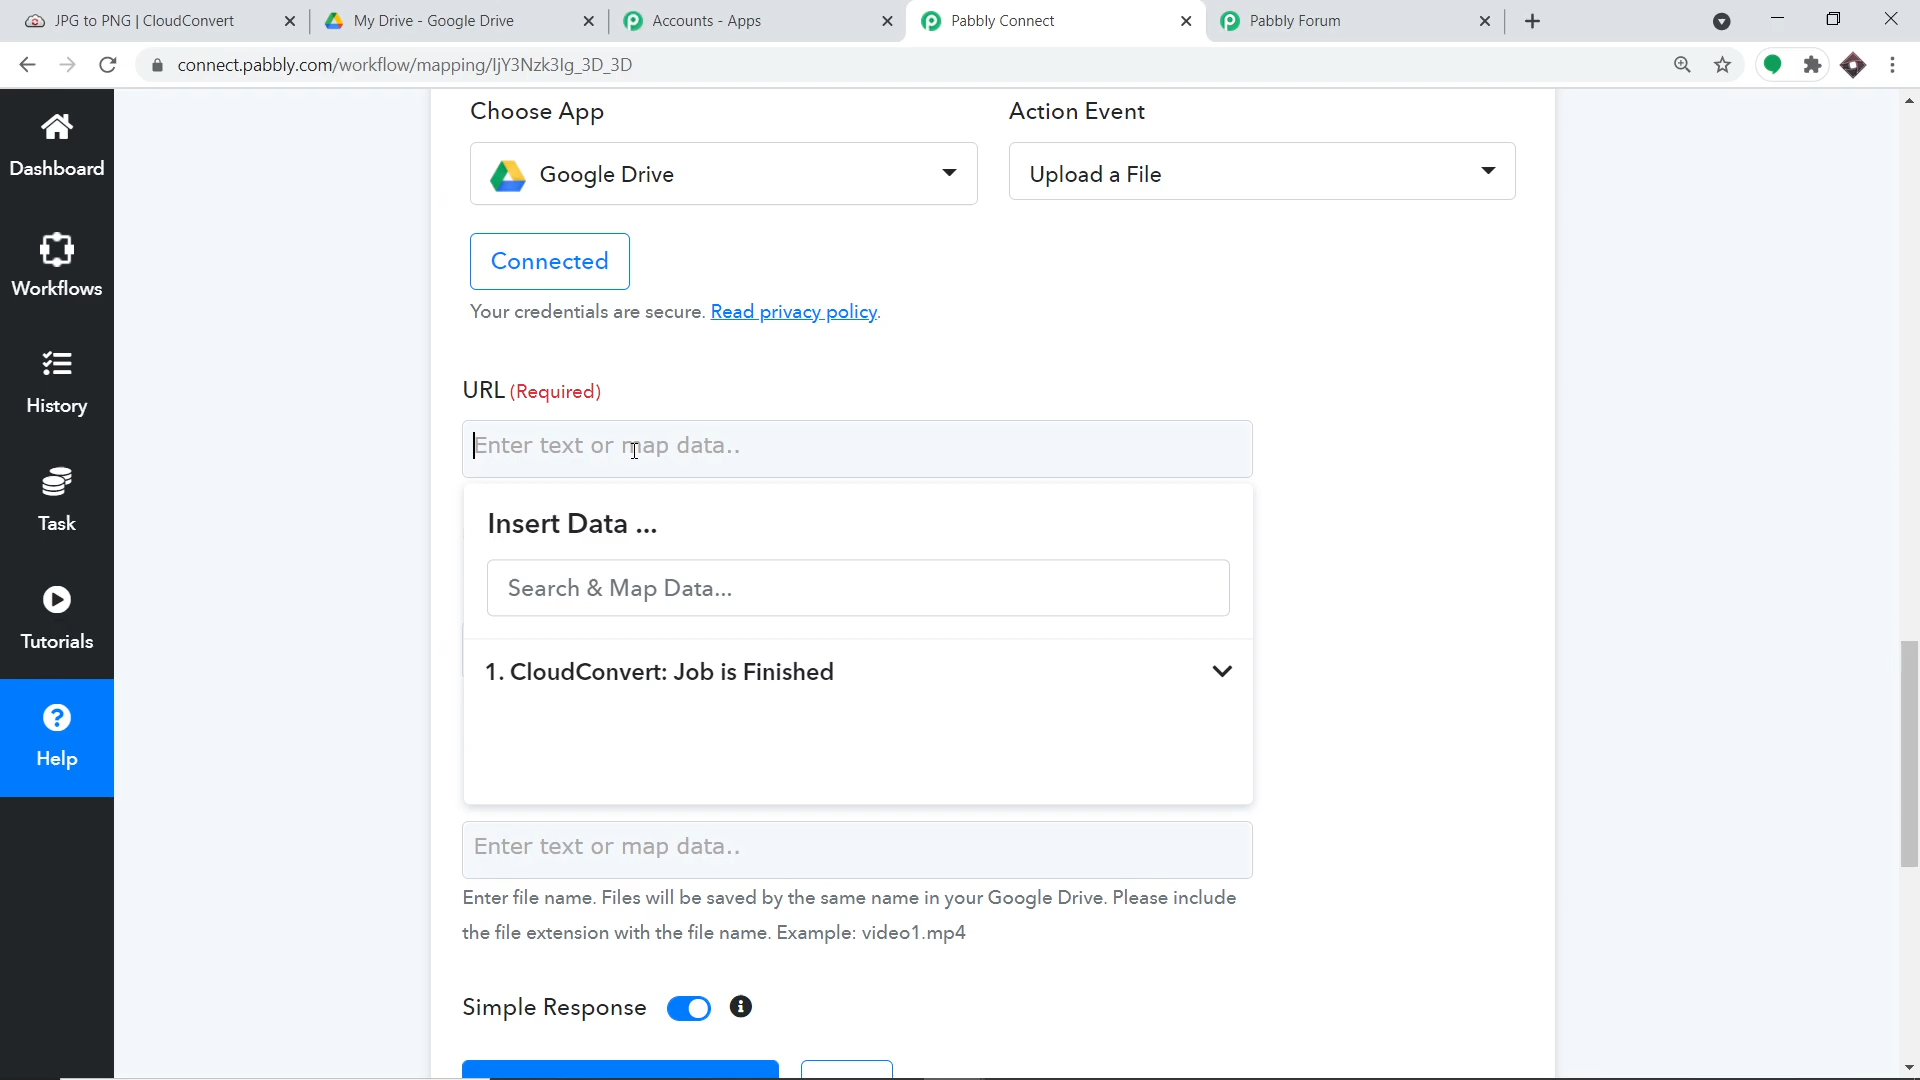 JPG to PNG | CloudConvert
My Drive - Google Drive
Accounts - Apps
Pabbly Connect
Pabbly Forum
connect.pabbly.com/workflow/mapping/IjY3Nzk3Ig_3D_3D
Dashboard
Workflows
History
Task
Tutorials
Help
Choose App
Action Event
Google Drive
Upload a File
Connected
Your credentials are secure. Read privacy policy.
URL (Required)
Enter text or map data..
Insert Data ...
Search & Map Data...
1. CloudConvert: Job is Finished
Enter text or map data..
Enter file name. Files will be saved by the same name in your Google Drive. Please include
the file extension with the file name. Example: video1.mp4
Simple Response